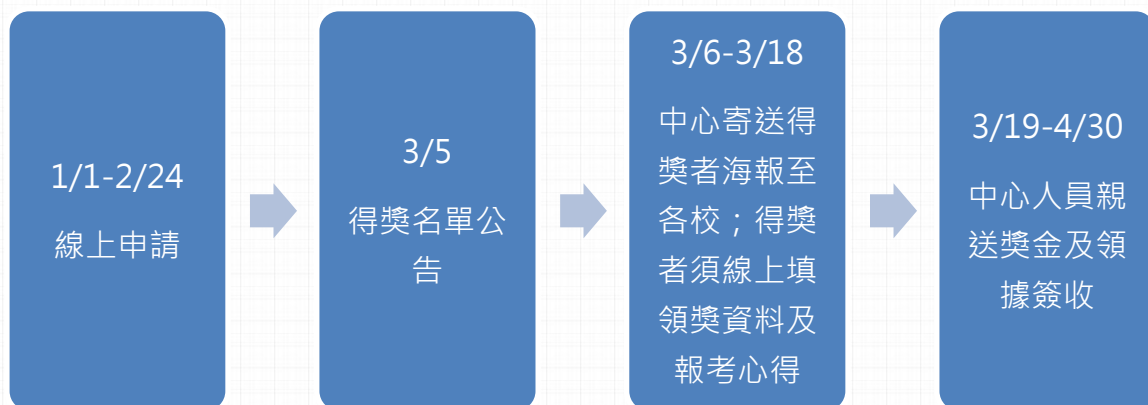 1/1-2/24
線上申請
3/5
得獎名單公
告
3/6-3/18
中心寄送得
獎者海報至
各校；得獎
者須線上填
領獎資料及
報考心得
3/19-4/30
中心人員親
送獎金及領
據簽收